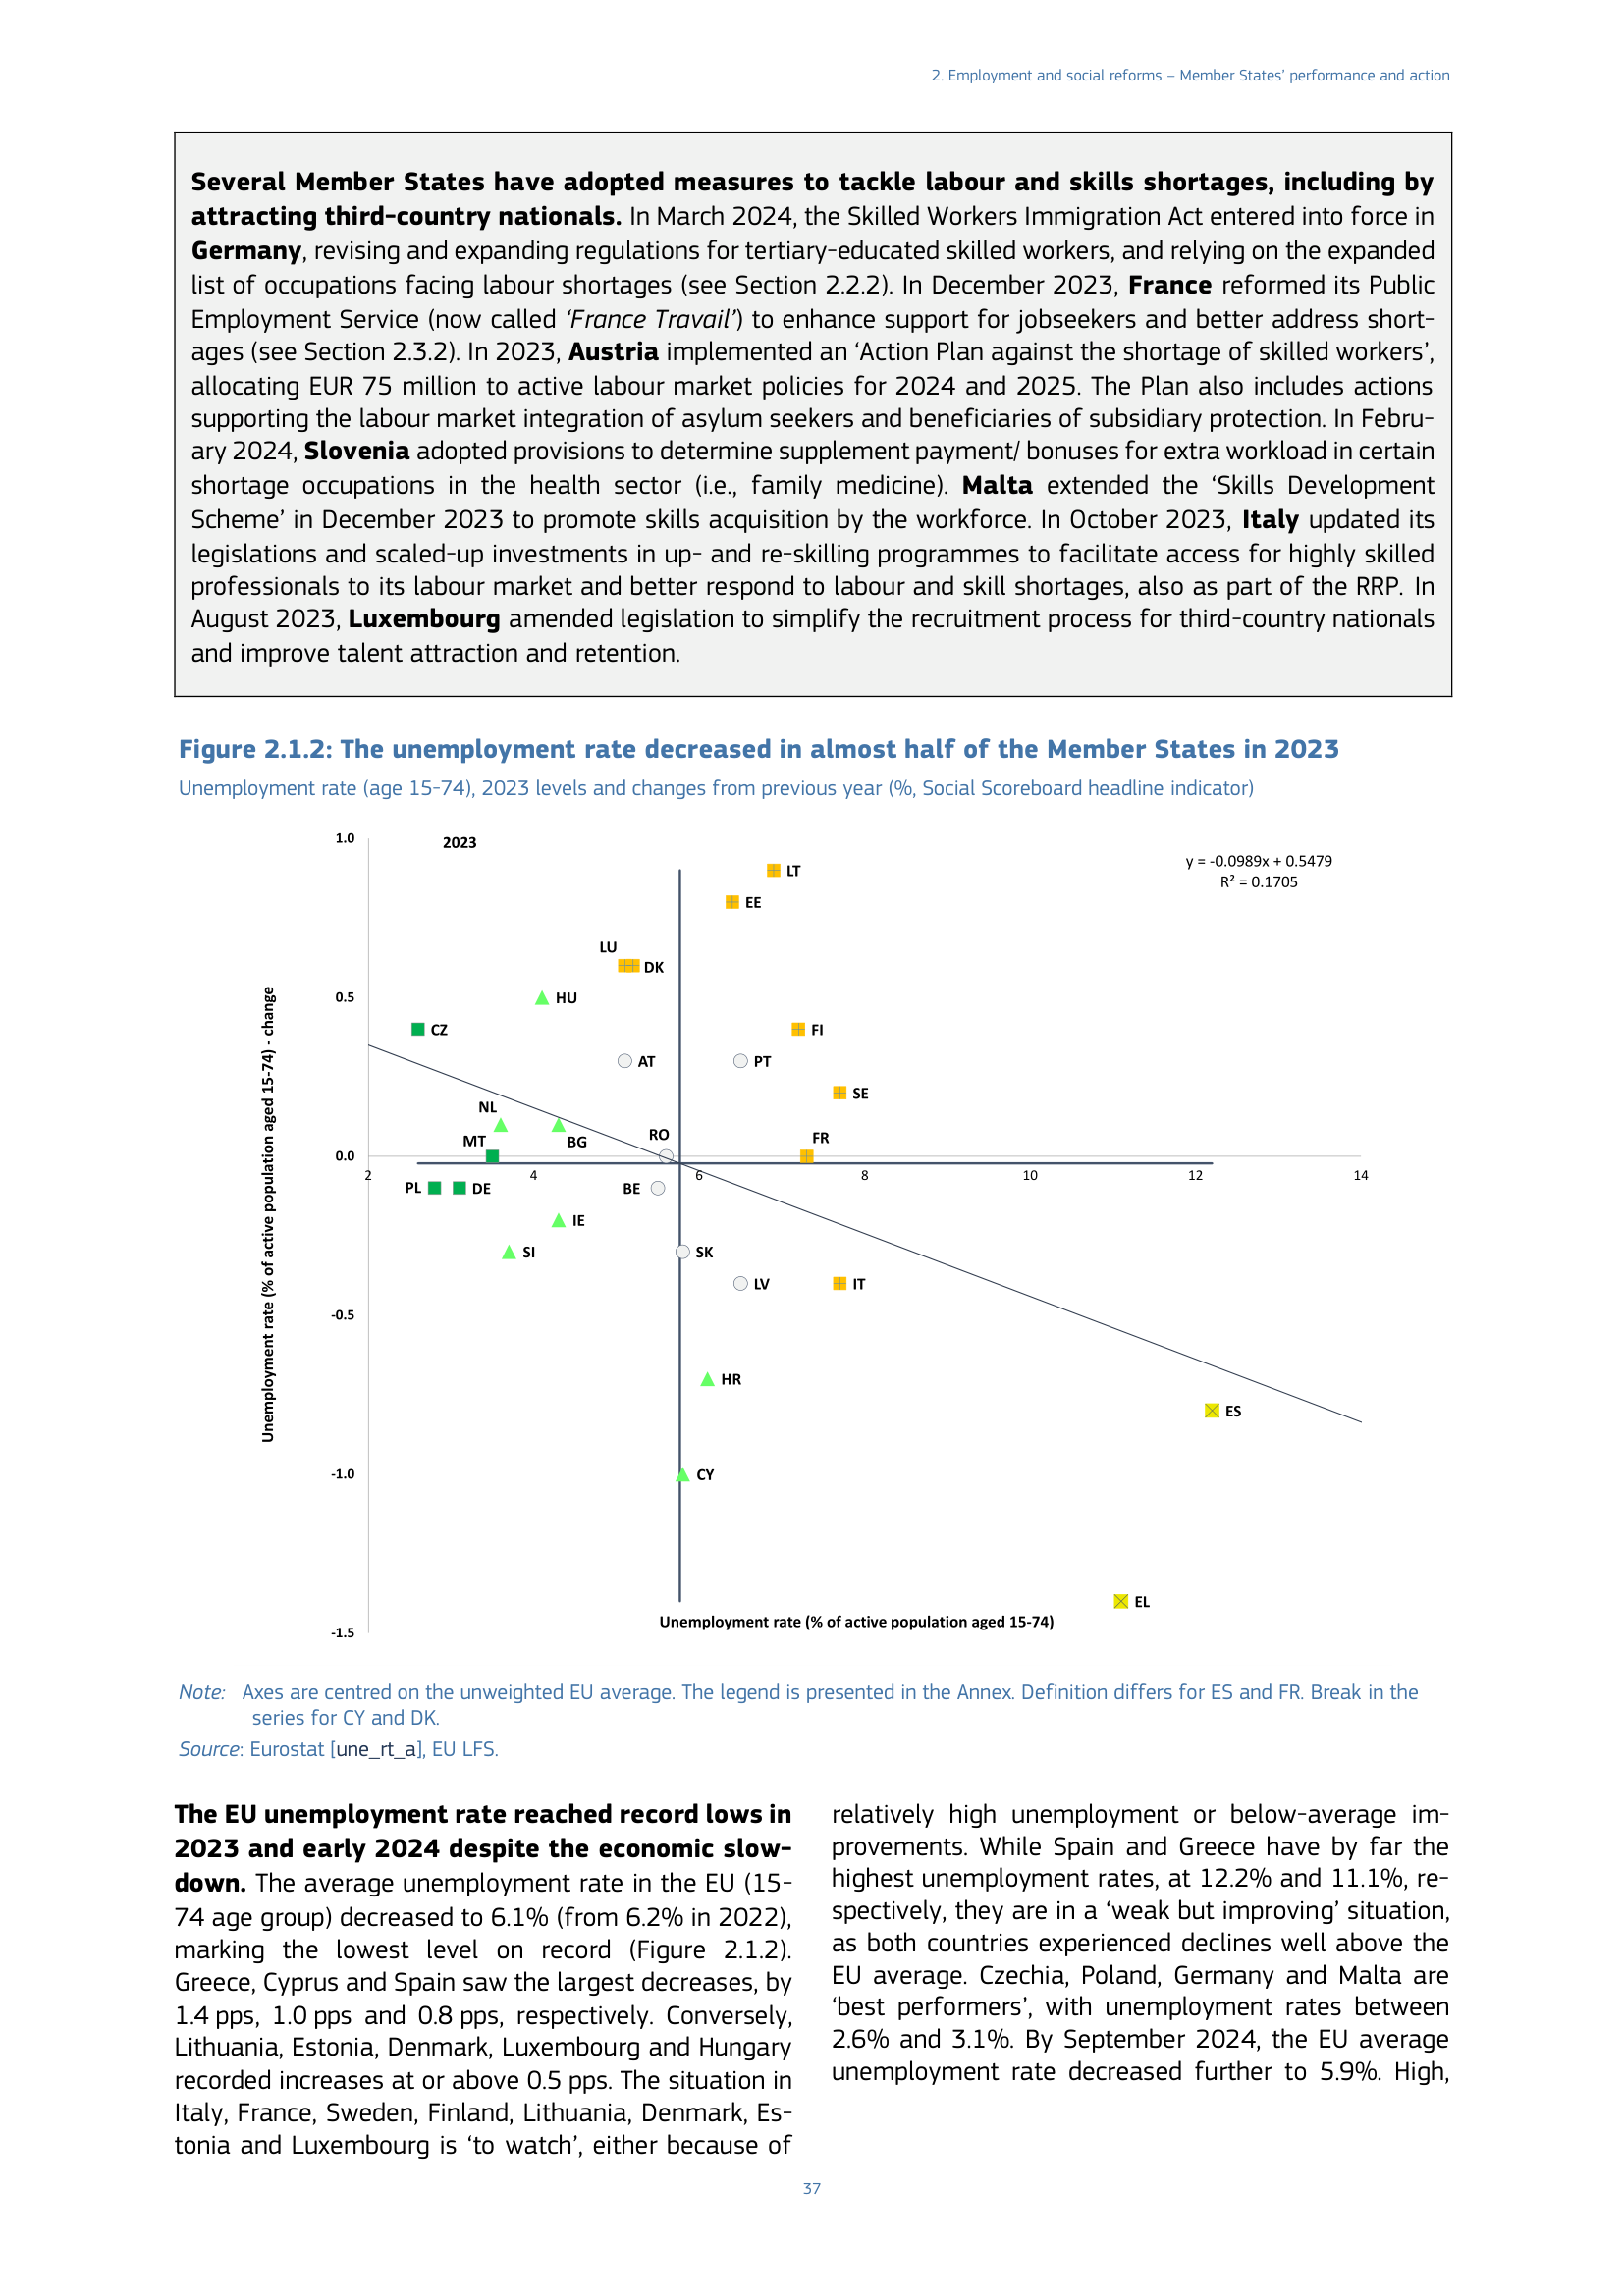 2. Employment and social reforms – Member States’ performance and action
Several Member States have adopted measures to tackle labour and skills shortages, including by
attracting third-country nationals. In March 2024, the Skilled Workers Immigration Act entered into force in
Germany, revising and expanding regulations for tertiary-educated skilled workers, and relying on the expanded
list of occupations facing labour shortages (see Section 2.2.2). In December 2023, France reformed its Public
Employment Service (now called ‘France Travail’) to enhance support for jobseekers and better address short-
ages (see Section 2.3.2). In 2023, Austria implemented an ‘Action Plan against the shortage of skilled workers’,
allocating EUR 75 million to active labour market policies for 2024 and 2025. The Plan also includes actions
supporting the labour market integration of asylum seekers and beneficiaries of subsidiary protection. In Febru-
ary 2024, Slovenia adopted provisions to determine supplement payment/ bonuses for extra workload in certain
shortage occupations in the health sector (i.e., family medicine). Malta extended the ‘Skills Development
Scheme’ in December 2023 to promote skills acquisition by the workforce. In October 2023, Italy updated its
legislations and scaled-up investments in up- and re-skilling programmes to facilitate access for highly skilled
professionals to its labour market and better respond to labour and skill shortages, also as part of the RRP. In
August 2023, Luxembourg amended legislation to simplify the recruitment process for third-country nationals
and improve talent attraction and retention.
Figure 2.1.2: The unemployment rate decreased in almost half of the Member States in 2023
Unemployment rate (age 15-74), 2023 levels and changes from previous year (%, Social Scoreboard headline indicator)
1.0
2023
y = -0.0989x + 0.5479
R² = 0.1705
LT
EE
LU
DK
0.5
HU
CZ
FI
AT
PT
SE
NL
BG
MT
RO
FR
0.0
2
4
6
8
10
12
14
PL
DE
BE
IE
SI
SK
LV
IT
-0.5
HR
ES
-1.0
CY
EL
-1.5
Unemployment rate (% of active population aged 15-74) - change
Unemployment rate (% of active population aged 15-74)
Note: Axes are centred on the unweighted EU average. The legend is presented in the Annex. Definition differs for ES and FR. Break in the
series for CY and DK.
Source: Eurostat [une_rt_a], EU LFS.
The EU unemployment rate reached record lows in
2023 and early 2024 despite the economic slow-
down. The average unemployment rate in the EU (15-
74 age group) decreased to 6.1% (from 6.2% in 2022),
marking the lowest level on record (Figure 2.1.2).
Greece, Cyprus and Spain saw the largest decreases, by
1.4 pps, 1.0 pps and 0.8 pps, respectively. Conversely,
Lithuania, Estonia, Denmark, Luxembourg and Hungary
recorded increases at or above 0.5 pps. The situation in
Italy, France, Sweden, Finland, Lithuania, Denmark, Es-
tonia and Luxembourg is ‘to watch’, either because of
relatively high unemployment or below-average im-
provements. While Spain and Greece have by far the
highest unemployment rates, at 12.2% and 11.1%, re-
spectively, they are in a ‘weak but improving’ situation,
as both countries experienced declines well above the
EU average. Czechia, Poland, Germany and Malta are
‘best performers’, with unemployment rates between
2.6% and 3.1%. By September 2024, the EU average
unemployment rate decreased further to 5.9%. High,
37